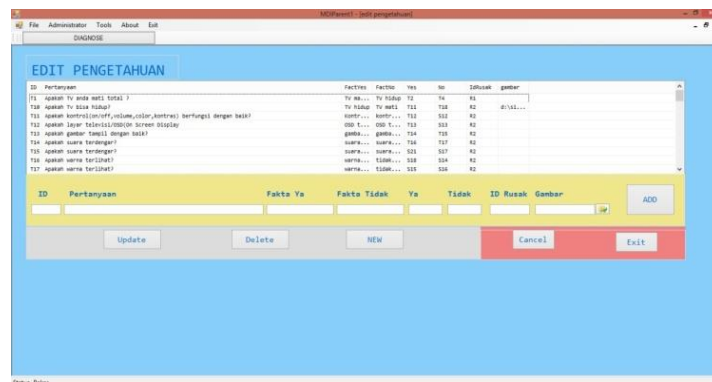 MDIParent1 - [edit pengetahuan]
File Administrator Tools About Exit
DIAGNOSE
EDIT PENGETAHUAN
ID Pertanyaan FactYes FactNo Yes No IdRusak gambar
T1 Apakah TV anda mati total ? TV ma... TV hidup T2 T4 R1
T10 Apakah TV bisa hidup? TV hidup TV mati T11 T18 R2 d:\si...
T11 Apakah kontrol(on/off,volume,color,kontras) berfungsi dengan baik? kontr... kontr... T12 S12 R2
T12 Apakah layar televisi/OSD(On Screen Display OSD t... OSD t... T13 S13 R2
T13 Apakah gambar tampil dengan baik? gamba... gamba... T14 T15 R2
T14 Apakah suara terdengar? suara... suara... T16 T17 R2
T15 Apakah suara terdengar? suara... suara... S21 S17 R2
T16 Apakah warna terlihat? warna... tidak... S18 S14 R2
T17 Apakah warna terlihat? warna... tidak... S15 S16 R2
ID Pertanyaan Fakta Ya Fakta Tidak Ya Tidak ID Rusak Gambar
ADD
Update Delete NEW Cancel Exit